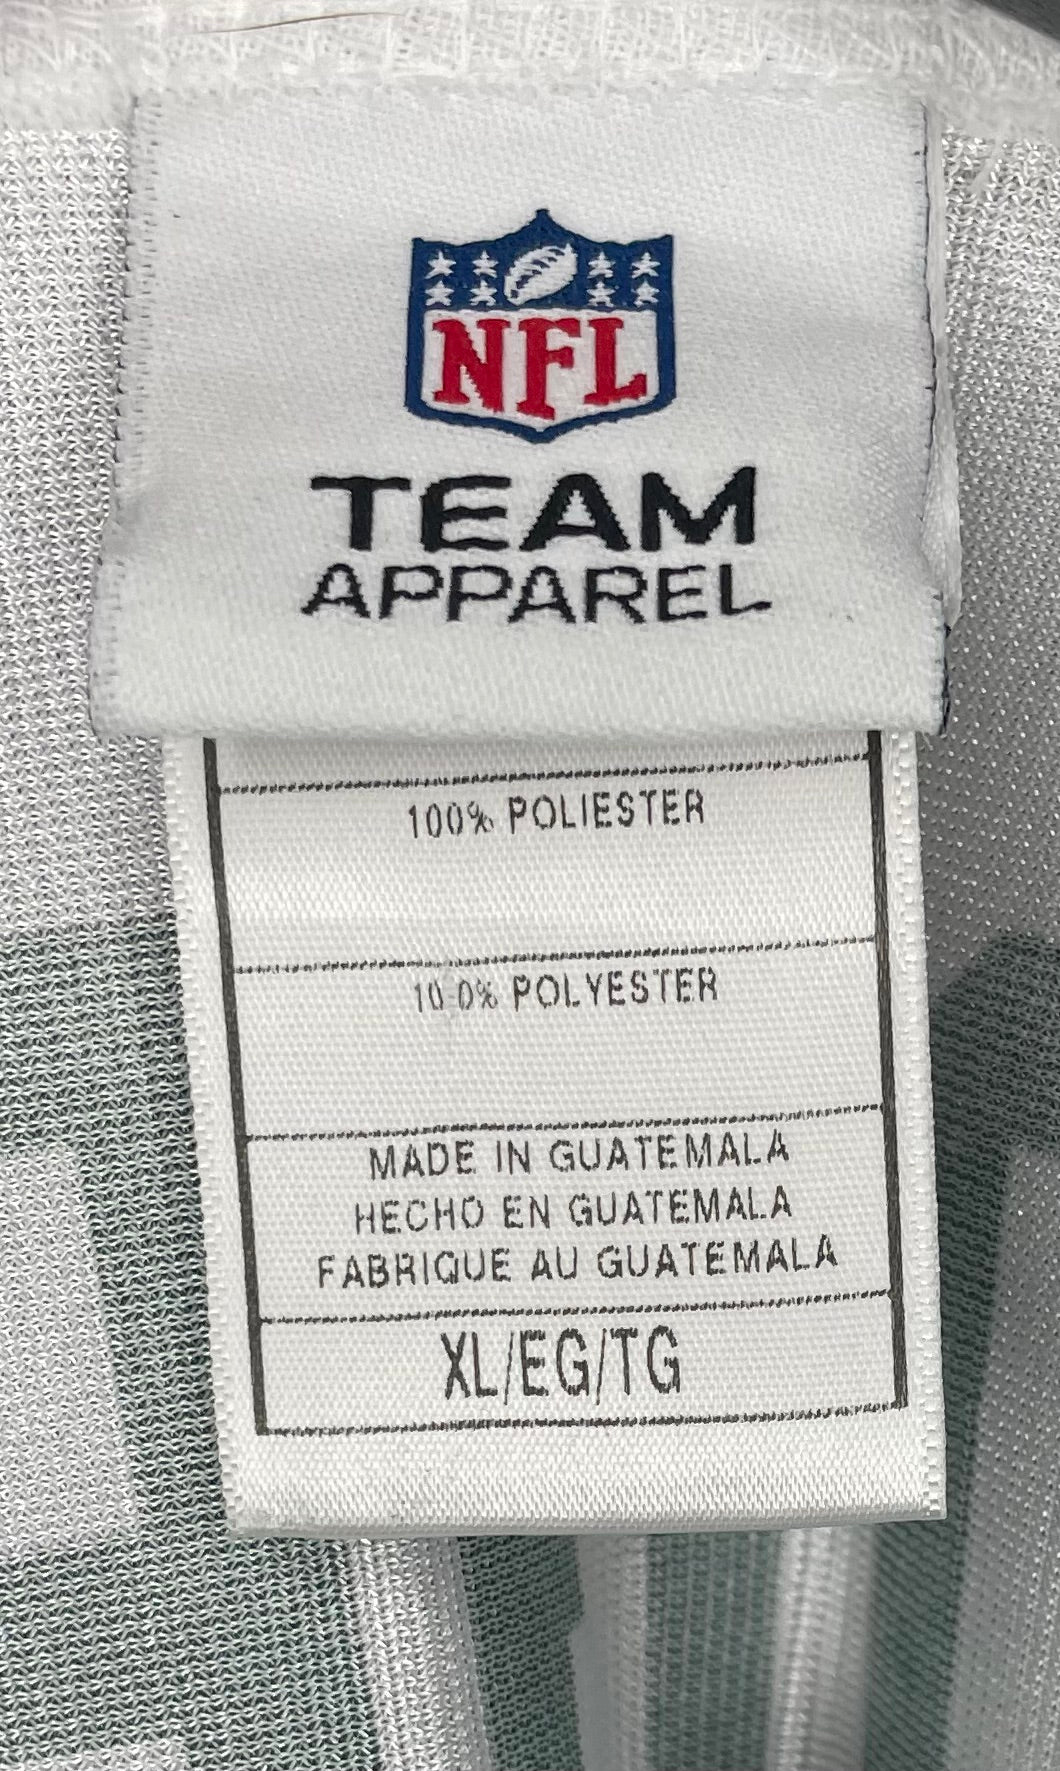 NFL
TEAM
APPAREL
100% POLIESTER
100% POLYESTER
MADE IN GUATEMALA
HECHO EN GUATEMALA
FABRIQUE AU GUATEMALA
XL/EG/TG